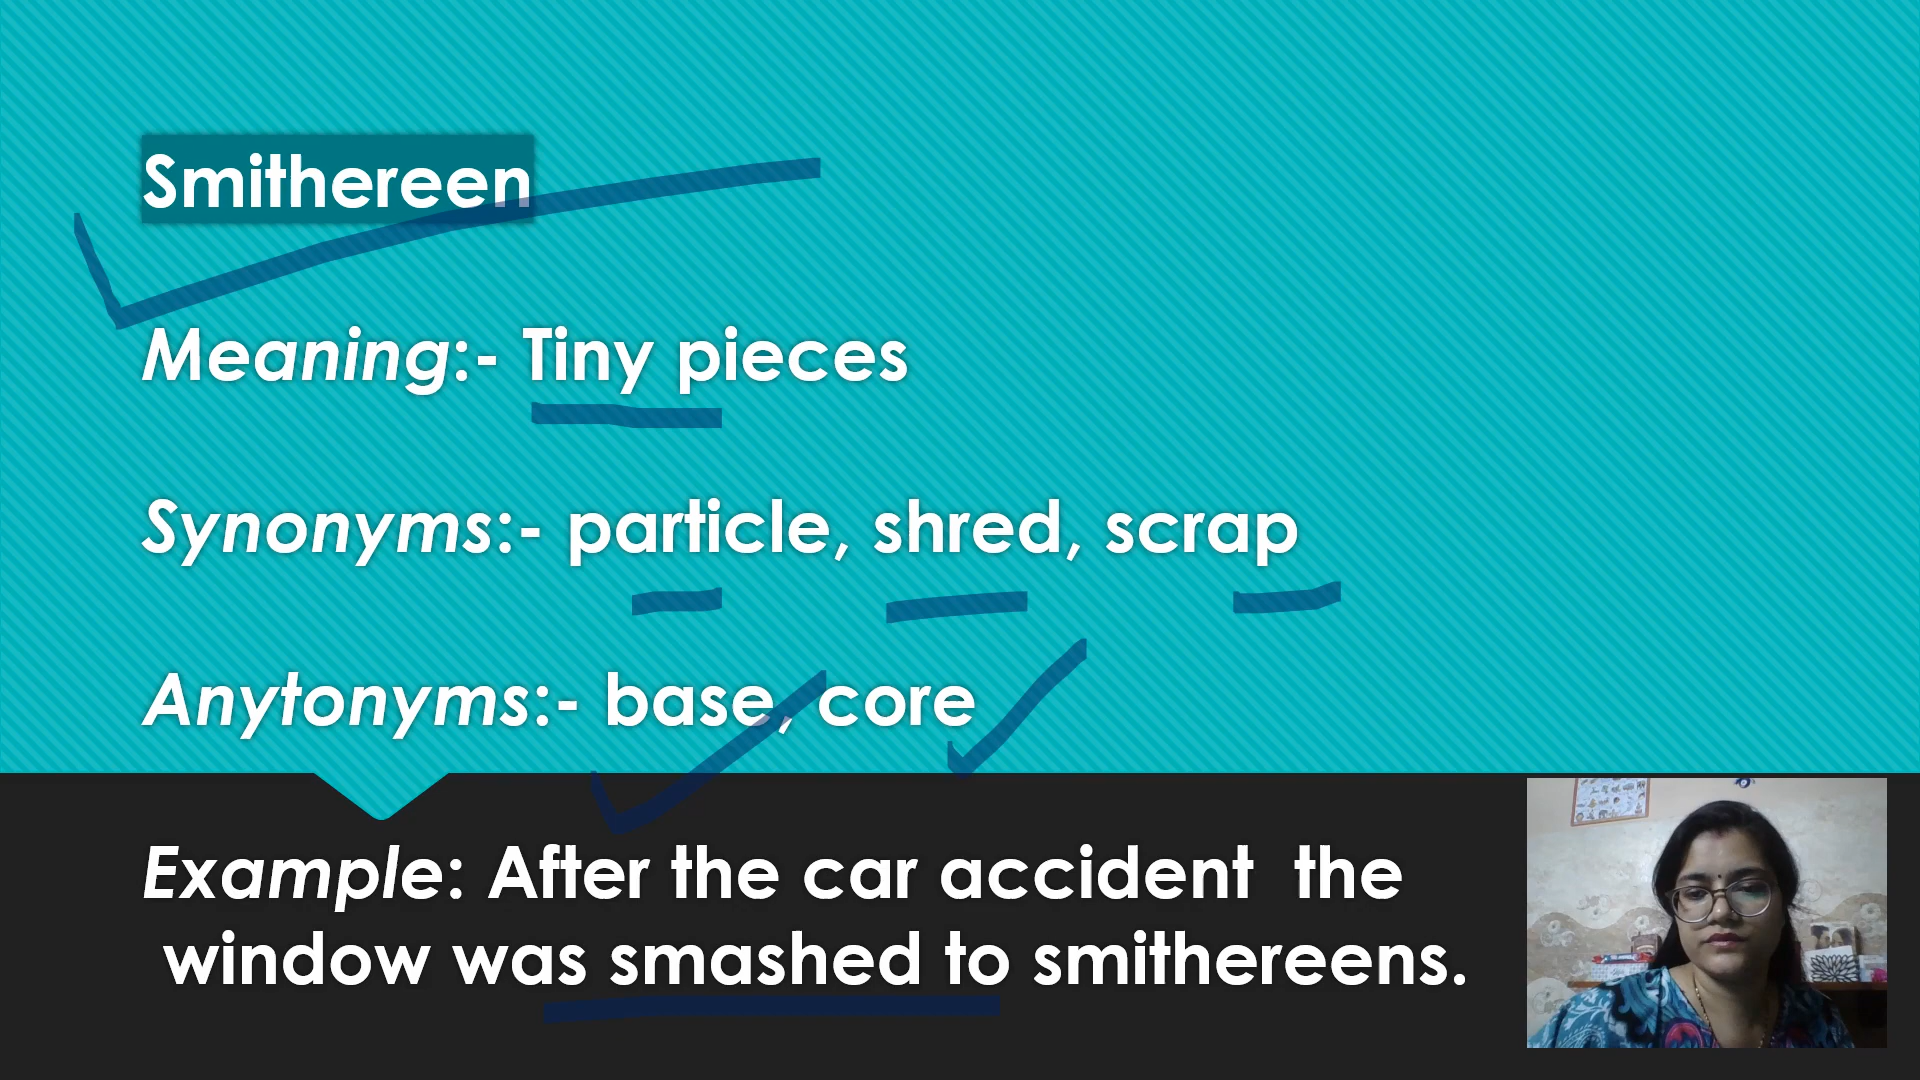 Smithereen
Meaning:- Tiny pieces
Synonyms:- particle, shred, scrap
Anytonyms:- base, core
Example: After the car accident  the
window was smashed to smithereens.